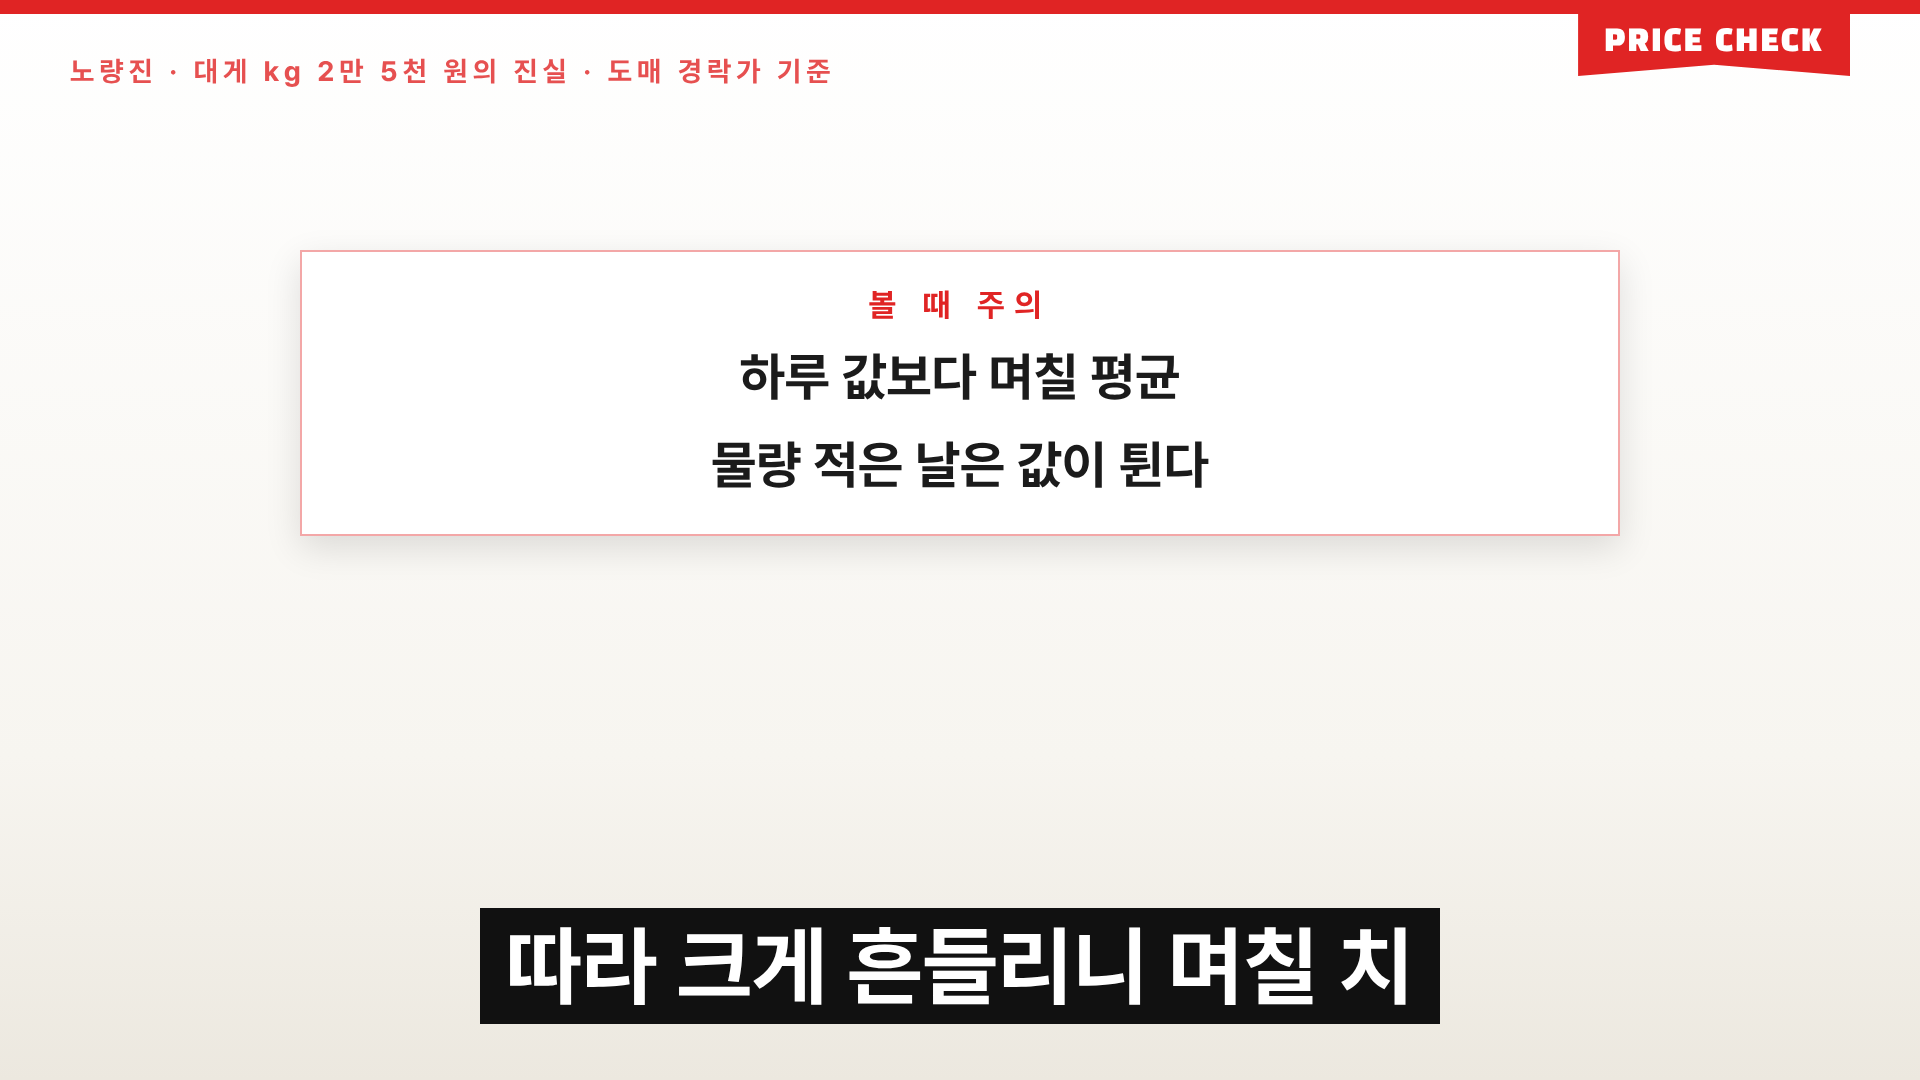 PRICE CHECK
노량진 · 대게 kg 2만 5천 원의 진실 · 도매 경락가 기준
볼 때 주의
하루 값보다 며칠 평균
물량 적은 날은 값이 튄다
따라 크게 흔들리니 며칠 치